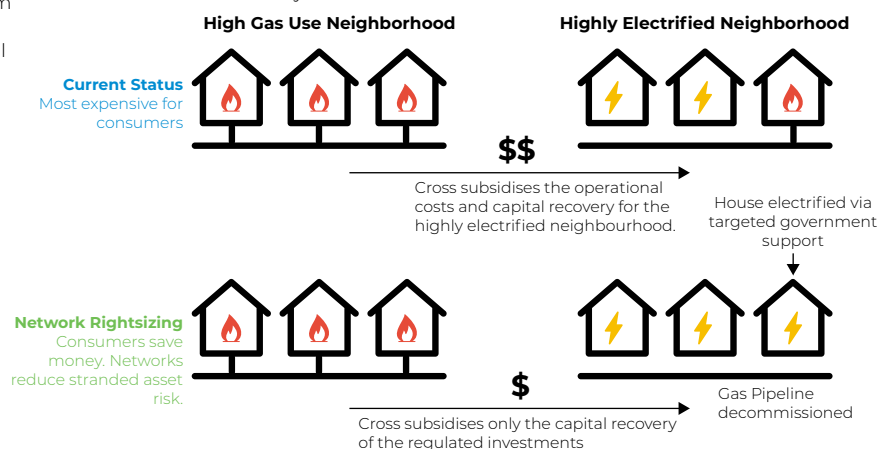 High Gas Use Neighborhood
Highly Electrified Neighborhood
Current Status
Most expensive for
consumers
$$
Cross subsidises the operational
costs and capital recovery for the
highly electrified neighbourhood.
House electrified via
targeted government
support
Network Rightsizing
Consumers save
money. Networks
reduce stranded asset
risk.
$
Cross subsidises only the capital recovery
of the regulated investments
Gas Pipeline
decommissioned